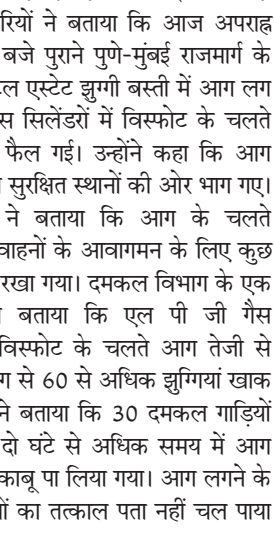 रियों ने बताया कि आज अपराह्न
बजे पुराने पुणे-मुंबई राजमार्ग के
ल एस्टेट झुग्गी बस्ती में आग लग
स सिलेंडरों में विस्फोट के चलते
फैल गई। उन्होंने कहा कि आग
सुरक्षित स्थानों की ओर भाग गए।
ने बताया कि आग के चलते
वाहनों के आवागमन के लिए कुछ
रखा गया। दमकल विभाग के एक
बताया कि एल पी जी गैस
विस्फोट के चलते आग तेजी से
ग से 60 से अधिक झुग्गियां खाक
ने बताया कि 30 दमकल गाड़ियों
दो घंटे से अधिक समय में आग
काबू पा लिया गया। आग लगने के
ों का तत्काल पता नहीं चल पाया